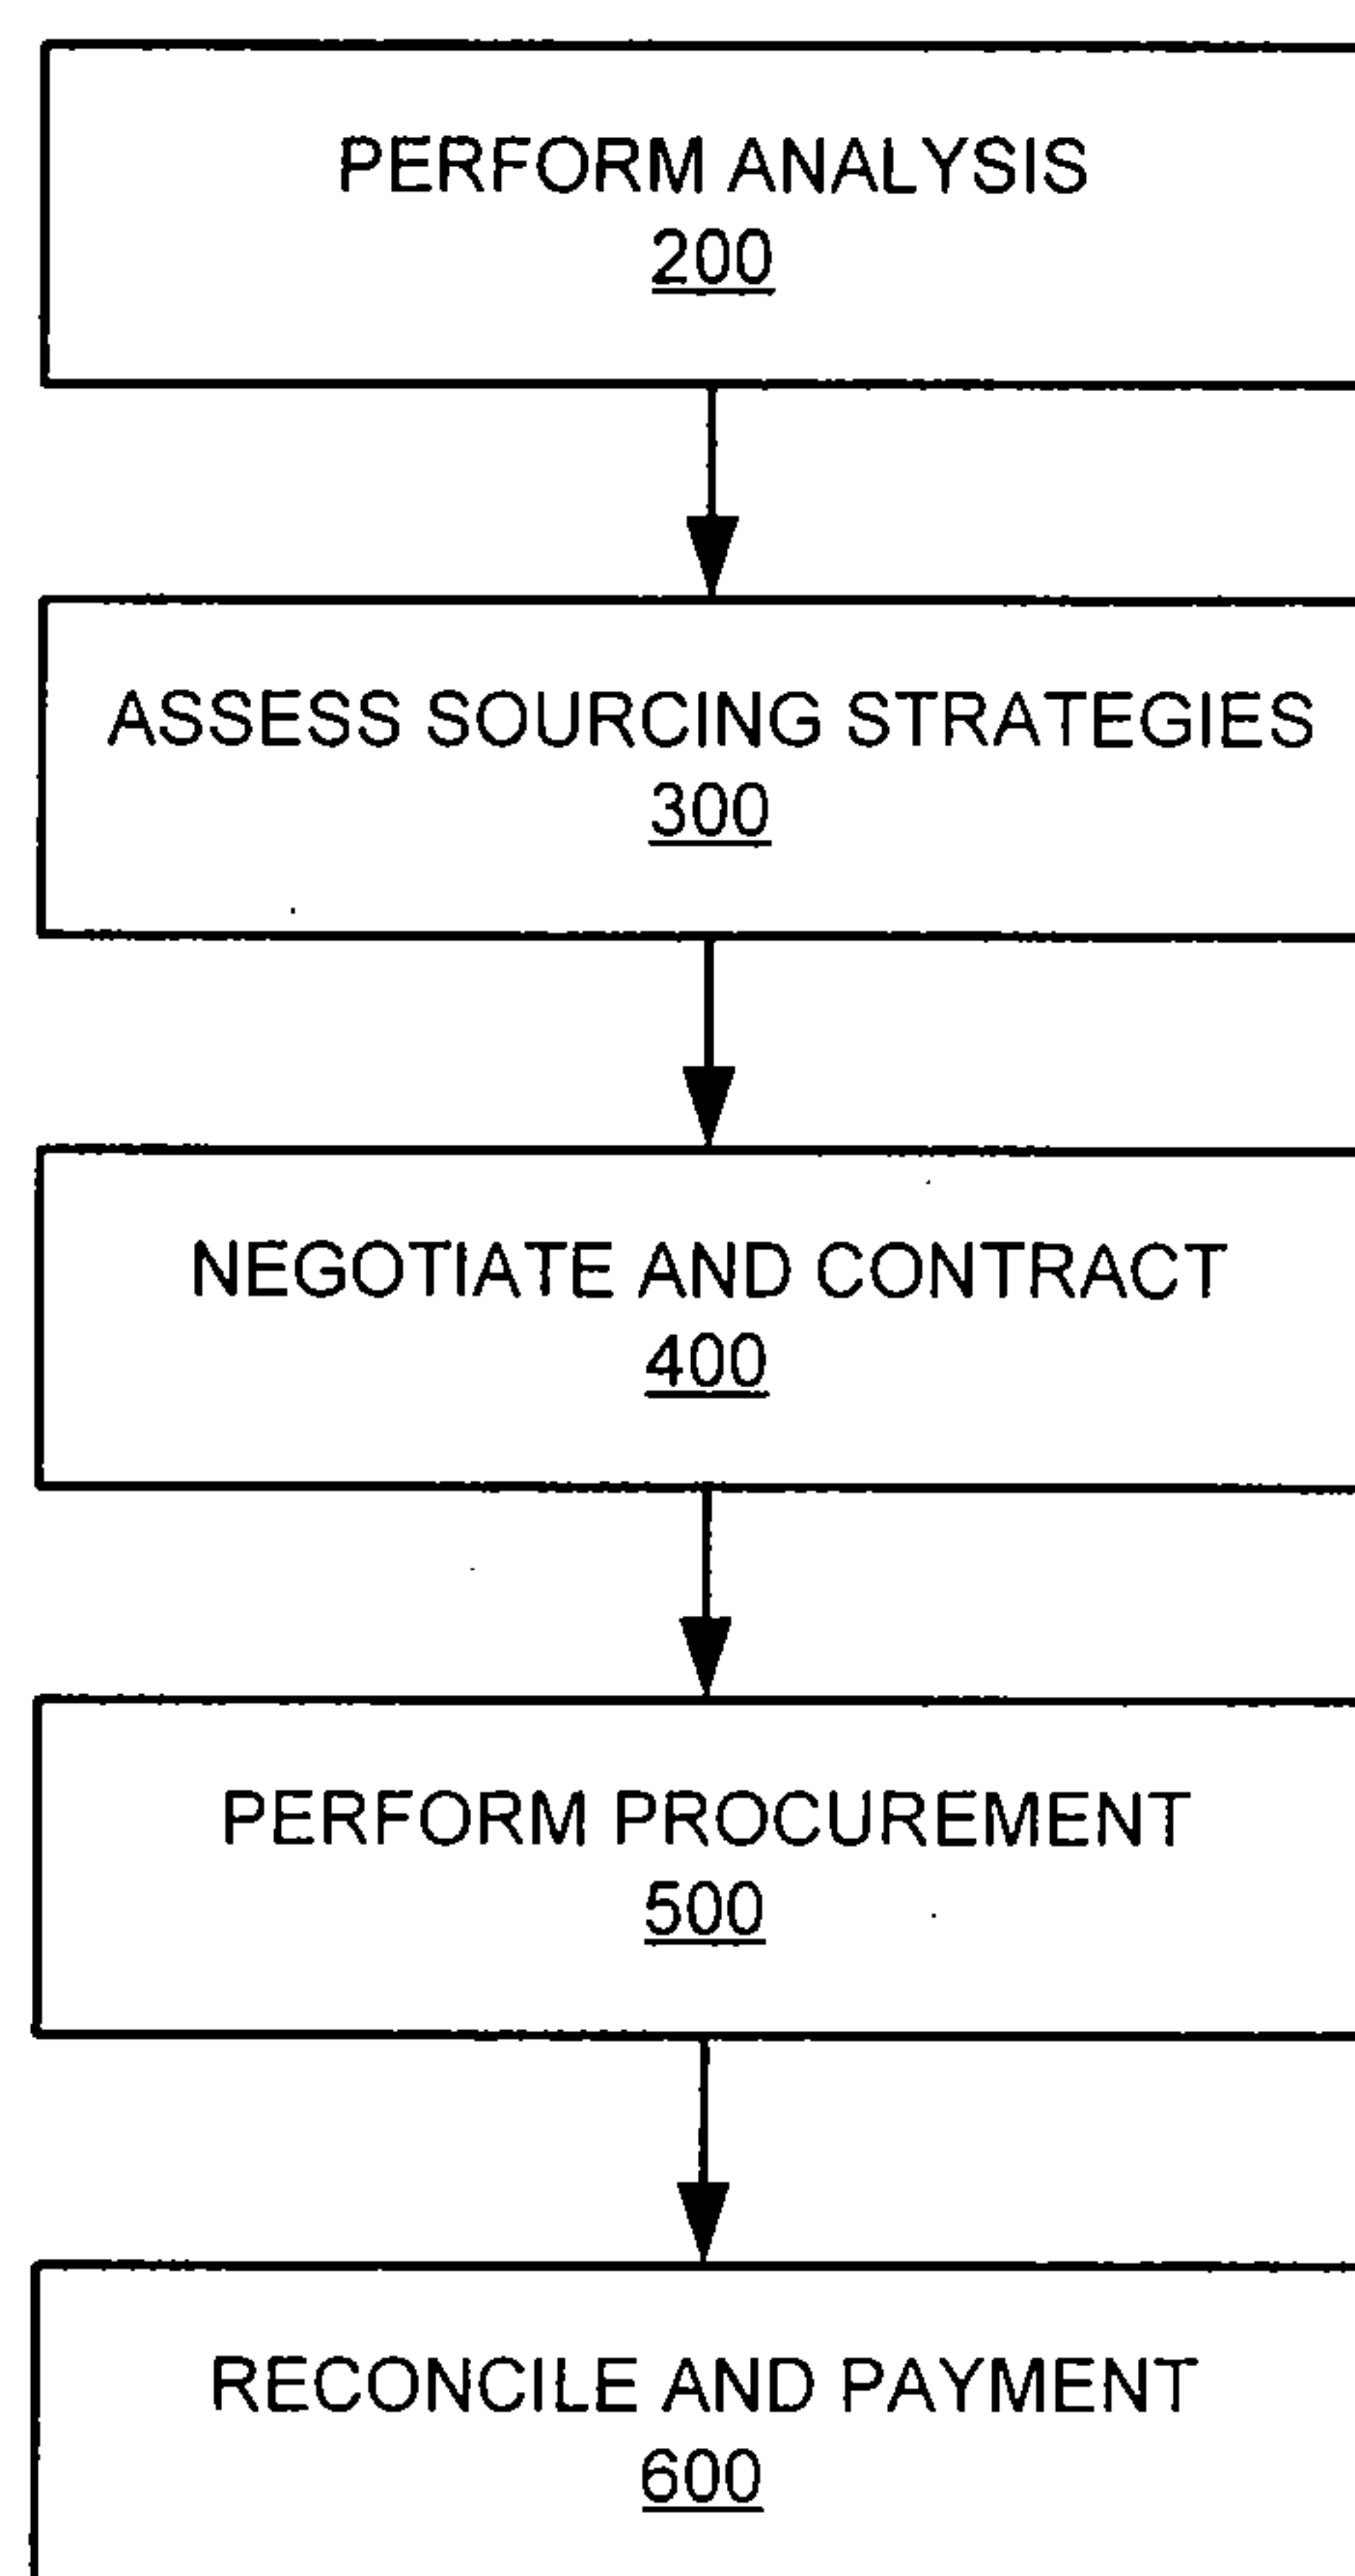 PERFORM ANALYSIS
200
ASSESS SOURCING STRATEGIES
300
NEGOTIATE AND CONTRACT
400
PERFORM PROCUREMENT
500
RECONCILE AND PAYMENT
600